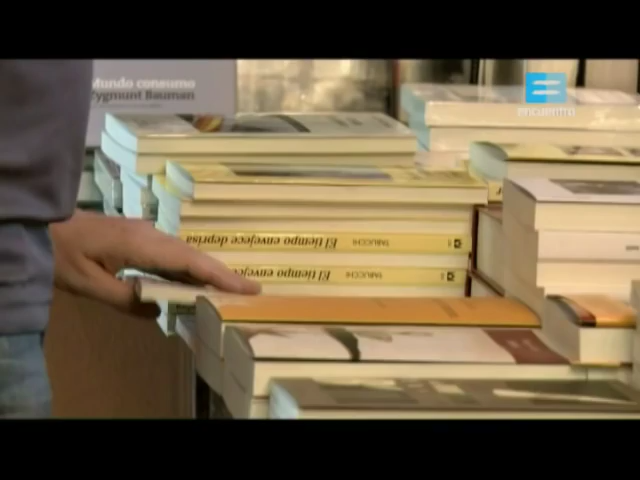 Mundo consumo
Zygmunt Bauman
encuentro
El tiempo envejece deprisa
TABUCCHI
El tiempo envejece
TABUCCHI